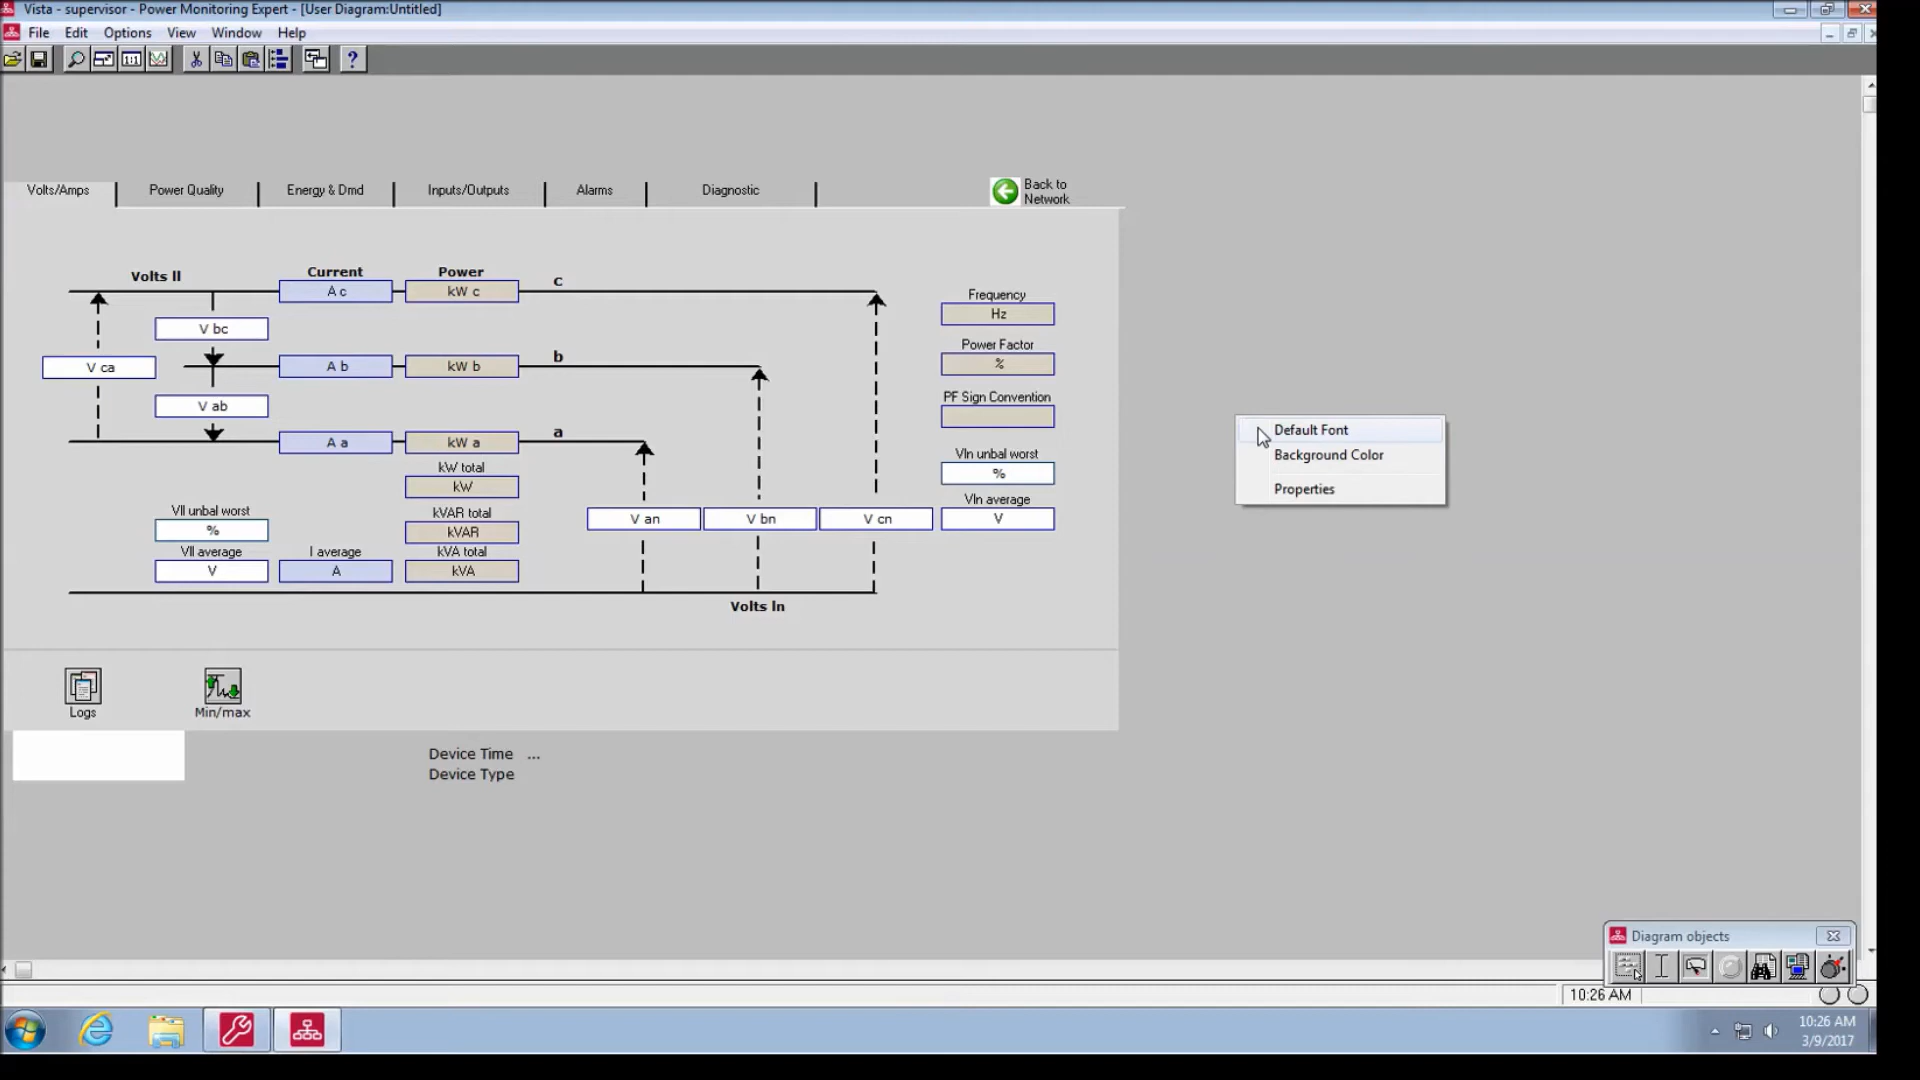 Vista - supervisor - Power Monitoring Expert - [User Diagram:Untitled]
File Edit Options View Window Help
1:1
?
Volts/Amps Power Quality Energy & Dmd Inputs/Outputs Alarms Diagnostic
Back to
Network
Volts ll Current Power
A c kW c c
Frequency
Hz
V bc
Power Factor
%
V ca A b kW b b
PF Sign Convention
V ab
A a kW a a
Vln unbal worst
%
kW total
kW
Vln average
V
Vll unbal worst
%
kVAR total
kVAR
V an V bn V cn
Vll average I average kVA total
V A kVA
Volts ln
Default Font
Background Color
Properties
Logs Min/max
Device Time ...
Device Type
Diagram objects
10:26 AM
10:26 AM
3/9/2017